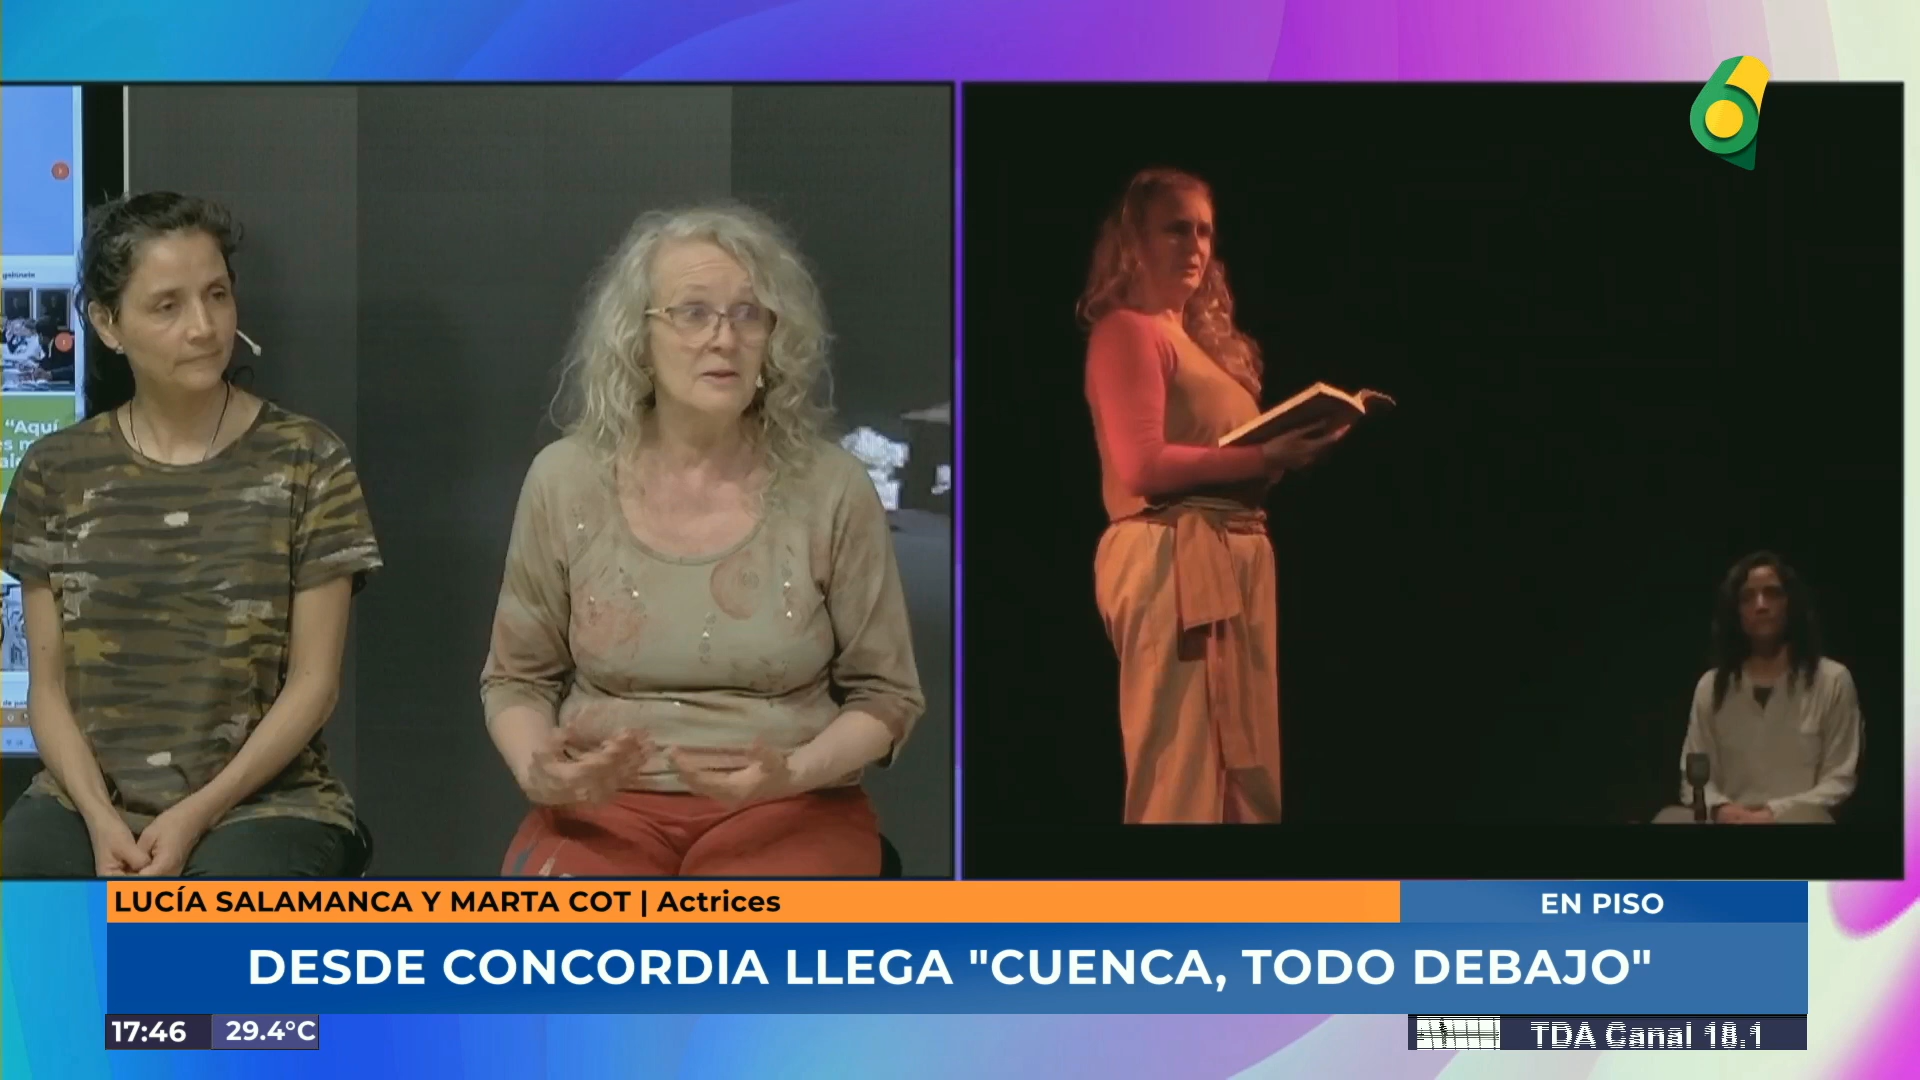 "Aquí
LUCÍA SALAMANCA Y MARTA COT | Actrices
EN PISO
DESDE CONCORDIA LLEGA "CUENCA, TODO DEBAJO"
17:46
29.4°C
TDA Canal 18.1